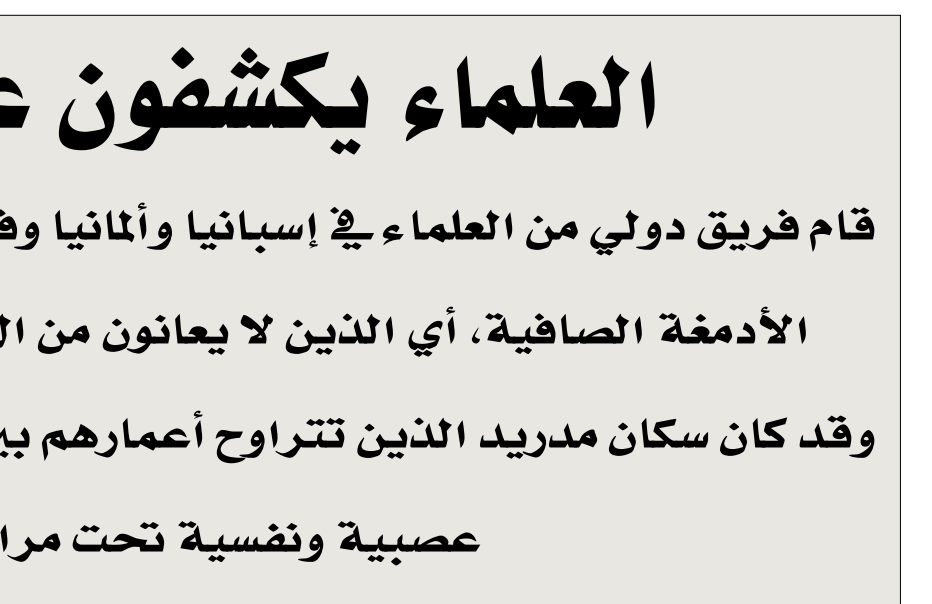 العلماء يكشفون
قام فريق دولي من العلماء في إسبانيا وألمانيا
الأدمغة الصافية، أي الذين لا يعانون من
وقد كان سكان مدريد الذين تتراوح أعمارهم
عصبية ونفسية تحت